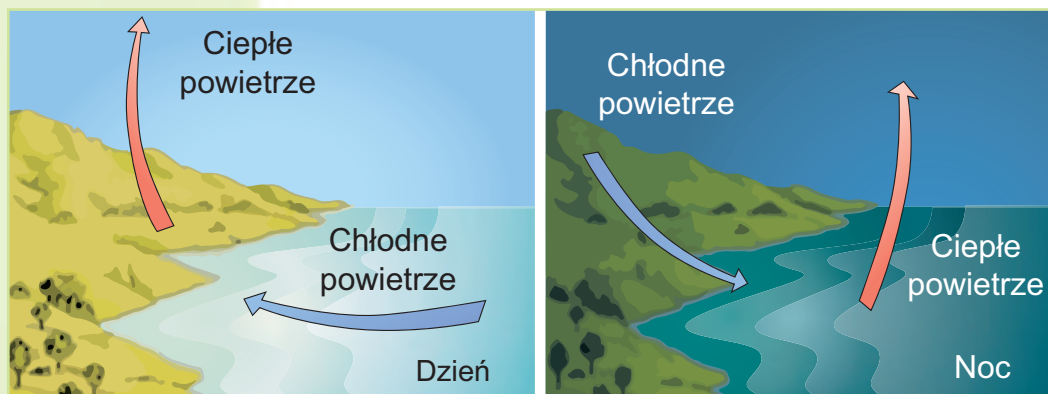 Ciepłe
powietrze
Chłodne
powietrze
Dzień
Chłodne
powietrze
Ciepłe
powietrze
Noc